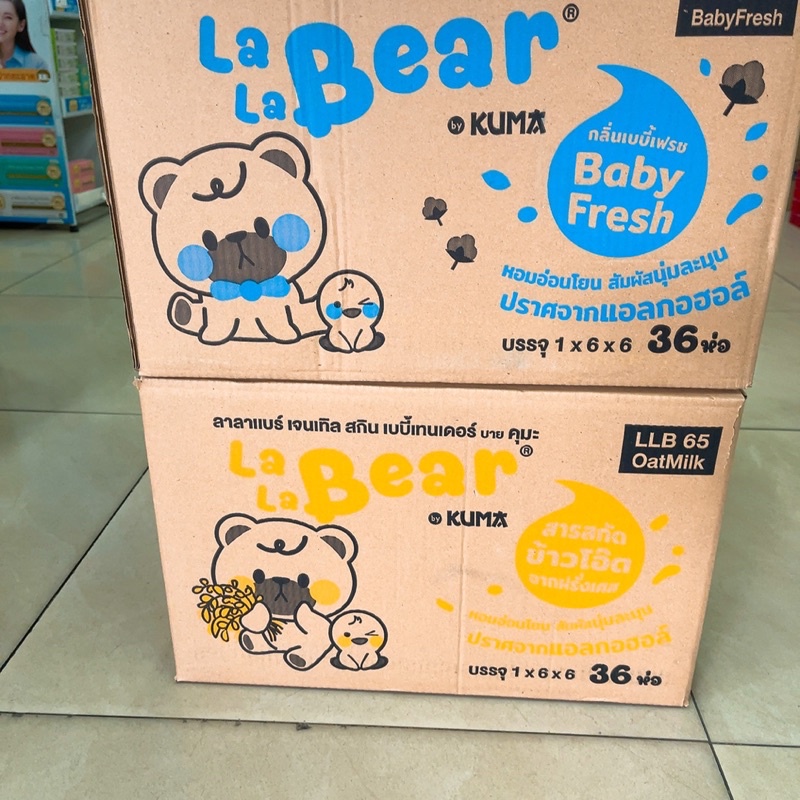 La
La Bear®
by KUMA
BabyFresh
กลิ่นเบบี้เฟรช
Baby
Fresh
หอมอ่อนโยน สัมผัสนุ่มละมุน
ปราศจากแอลกอฮอล์
บรรจุ 1 x 6 x 6 36 ห่อ
ลาลาแบร์ เจนเทิล สกิน เบบี้เทนเดอร์ บาย คุมะ
La
La Bear®
by KUMA
LLB 65
OatMilk
สารสกัด
ข้าวโอ๊ต
จากฝรั่งเศส
หอมอ่อนโยน สัมผัสนุ่มละมุน
ปราศจากแอลกอฮอล์
บรรจุ 1 x 6 x 6 36 ห่อ